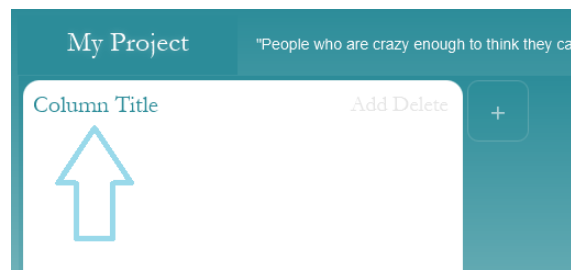 My Project
"People who are crazy enough to think they ca
Column Title
Add Delete
+